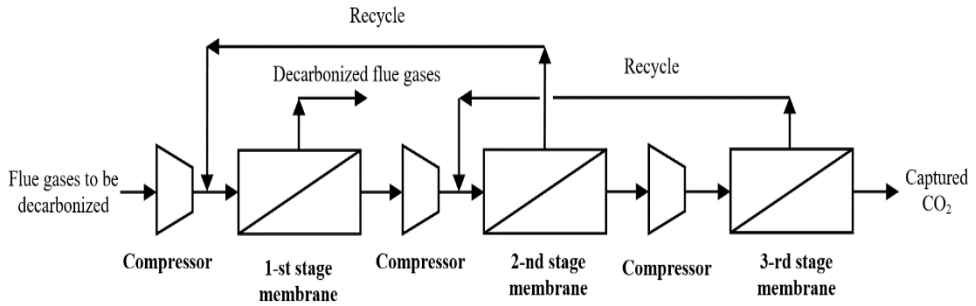 Recycle
Decarbonized flue gases
Recycle
Flue gases to be
decarbonized
Captured
CO₂
Compressor
1-st stage
membrane
Compressor
2-nd stage
membrane
Compressor
3-rd stage
membrane